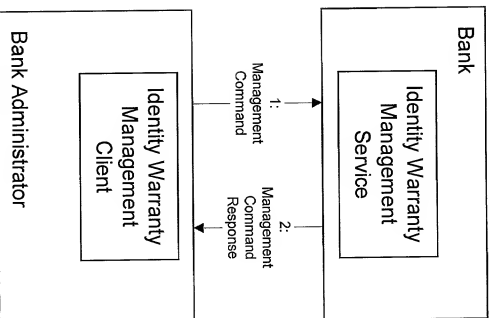 Bank
Identity Warranty
Management
Service
1:
Management
Command
2:
Management
Command
Response
Identity Warranty
Management
Client
Bank Administrator